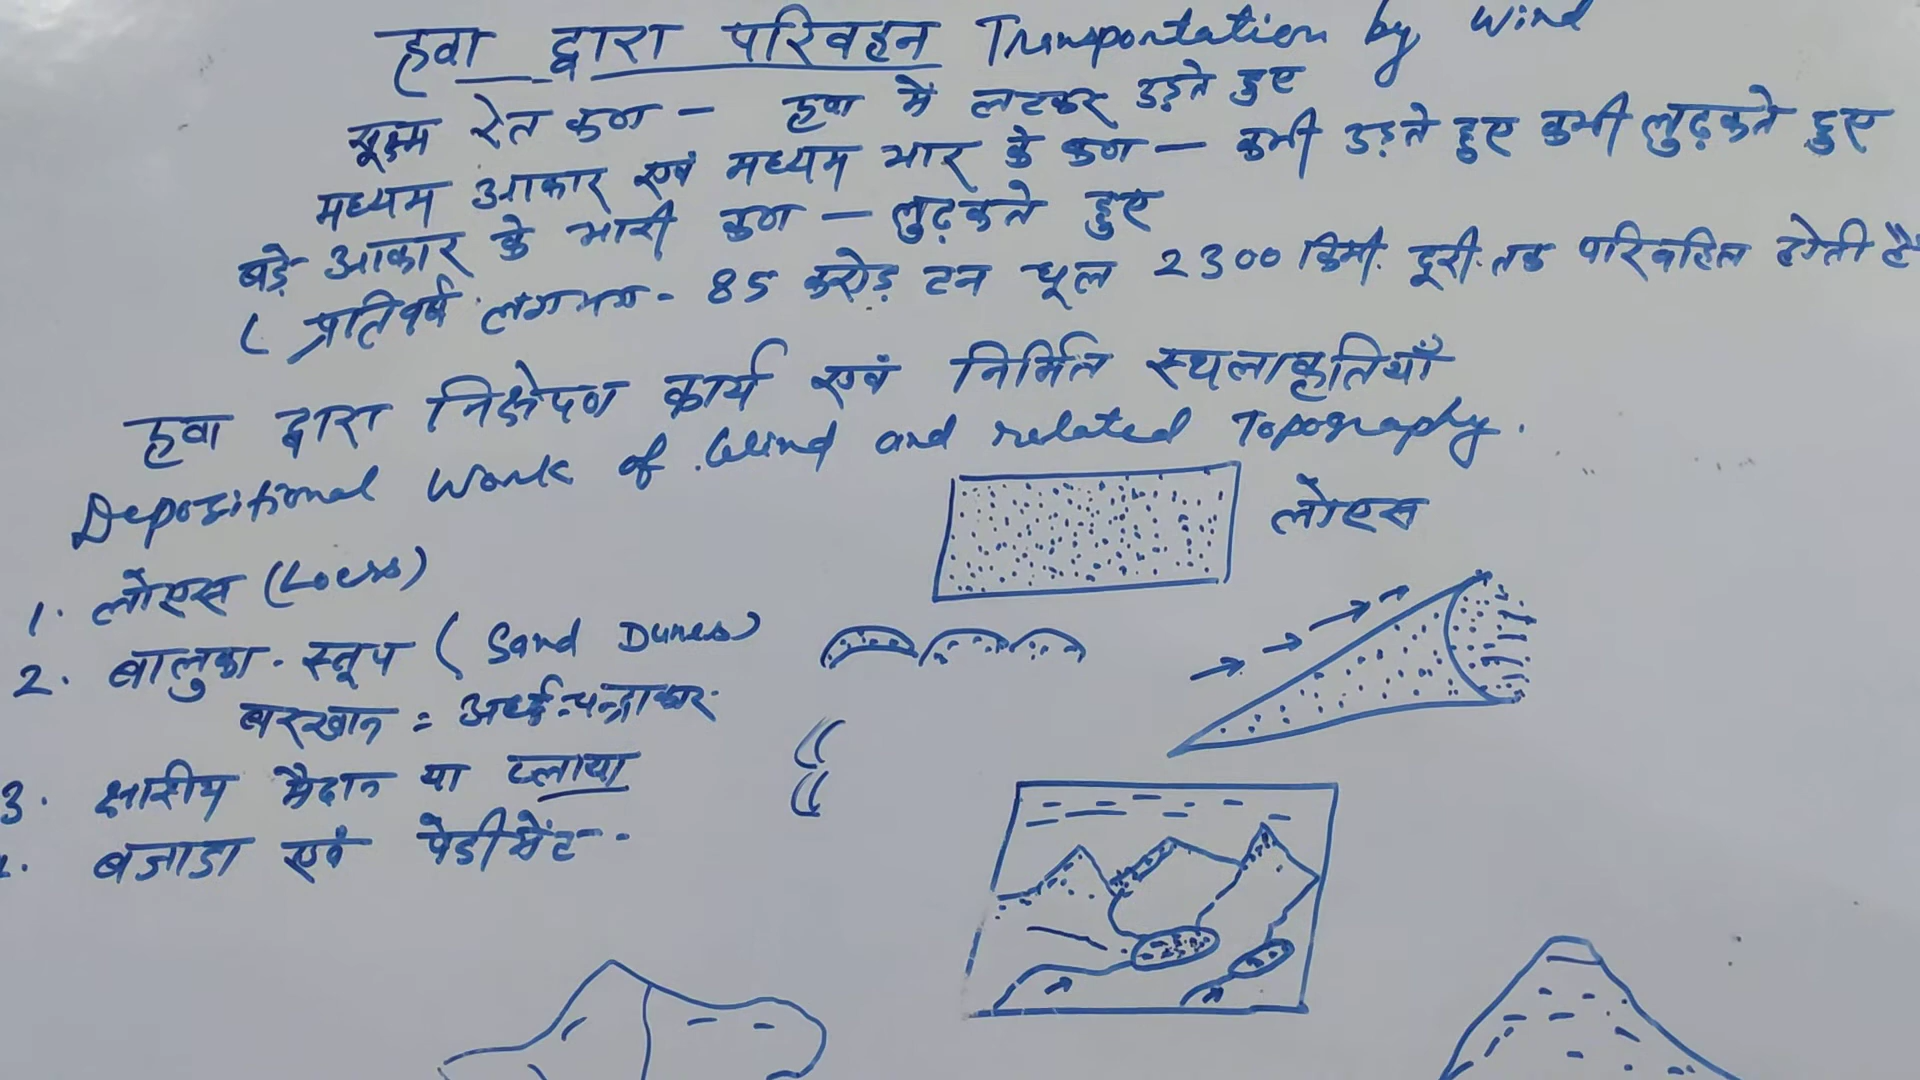 हवा द्वारा परिवहन Transportation by Wind
सूक्ष्म रेत कण - हवा में लटकर उड़ते हुए
मध्यम आकार एवं मध्यम भार के कण - कभी उड़ते हुए कभी लुढ़कते हुए
बड़े आकार के भारी कण - लुढ़कते हुए
( प्रतिवर्ष लगभग - 85 करोड़ टन धूल 2300 किमी. दूरी तक परिवहित होती है
हवा द्वारा निक्षेपण कार्य एवं निर्मित स्थलाकृतियाँ
Depositional Work of Wind and related Topography.
लोएस
1. लोएस (Loess)
2. बालुका - स्तूप ( Sand Dunes)
बरखान = अर्धचन्द्राकार
3. क्षारीय मैदान या प्लाया
बजाडा एवं पेडीमेंट -